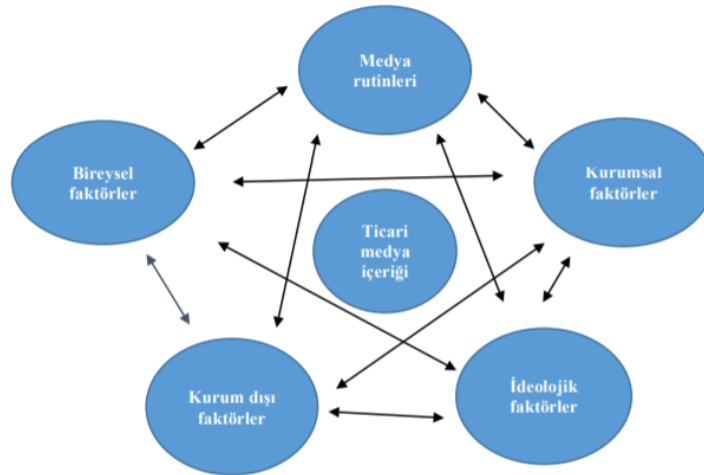 Medya
rutinleri
Bireysel
faktörler
Kurumsal
faktörler
Ticari
medya
içeriği
Kurum dışı
faktörler
İdeolojik
faktörler